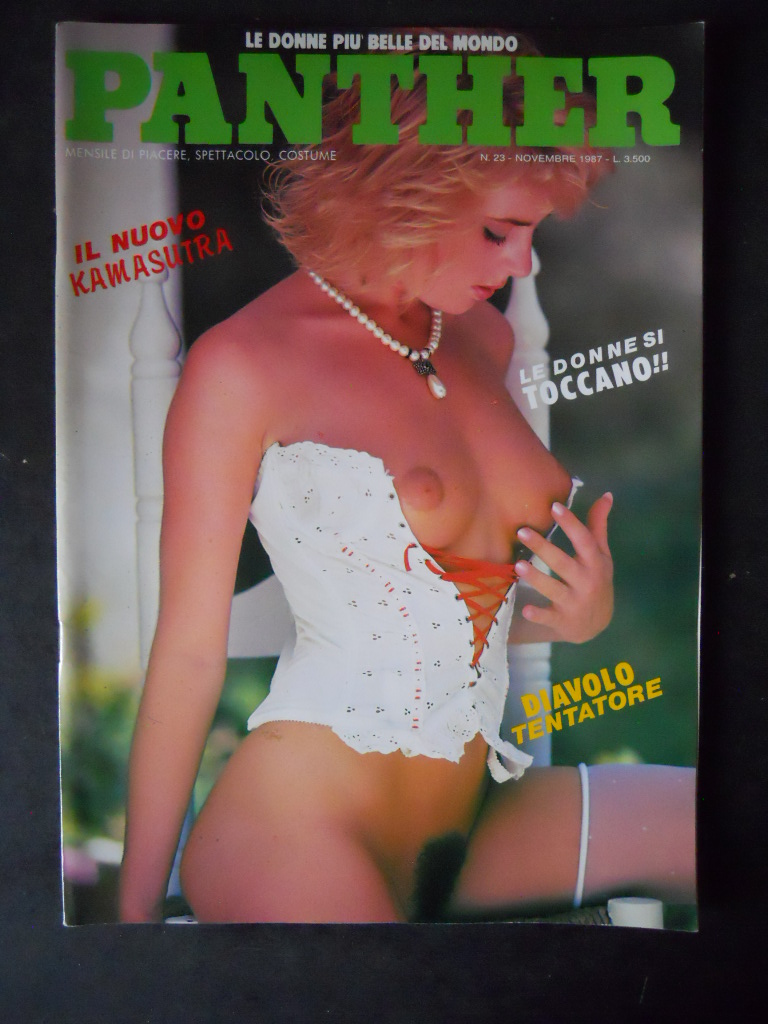 LE DONNE PIU' BELLE DEL MONDO
PANTHER
MENSILE DI PIACERE, SPETTACOLO, COSTUME
N. 23 - NOVEMBRE 1987 - L. 3.500
IL NUOVO
KAMASUTRA
LE DONNE SI
TOCCANO!!
DIAVOLO
TENTATORE